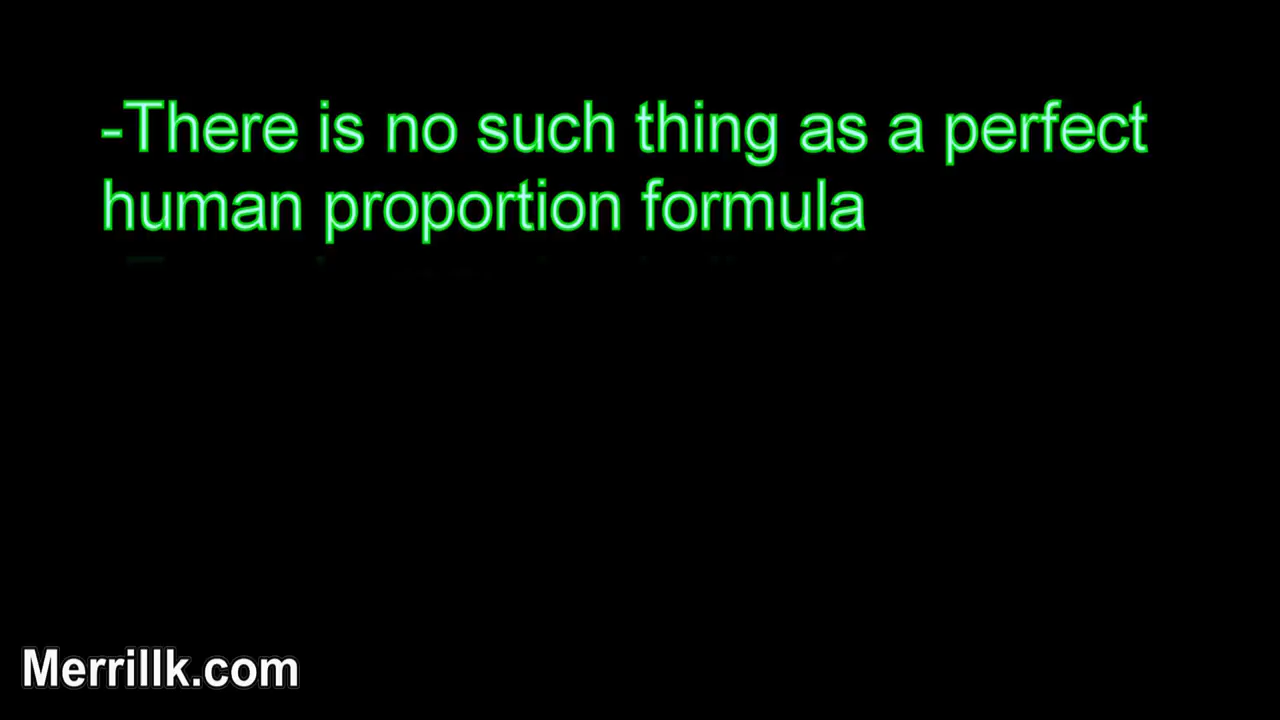 -There is no such thing as a perfect
human proportion formula
Merrillk.com